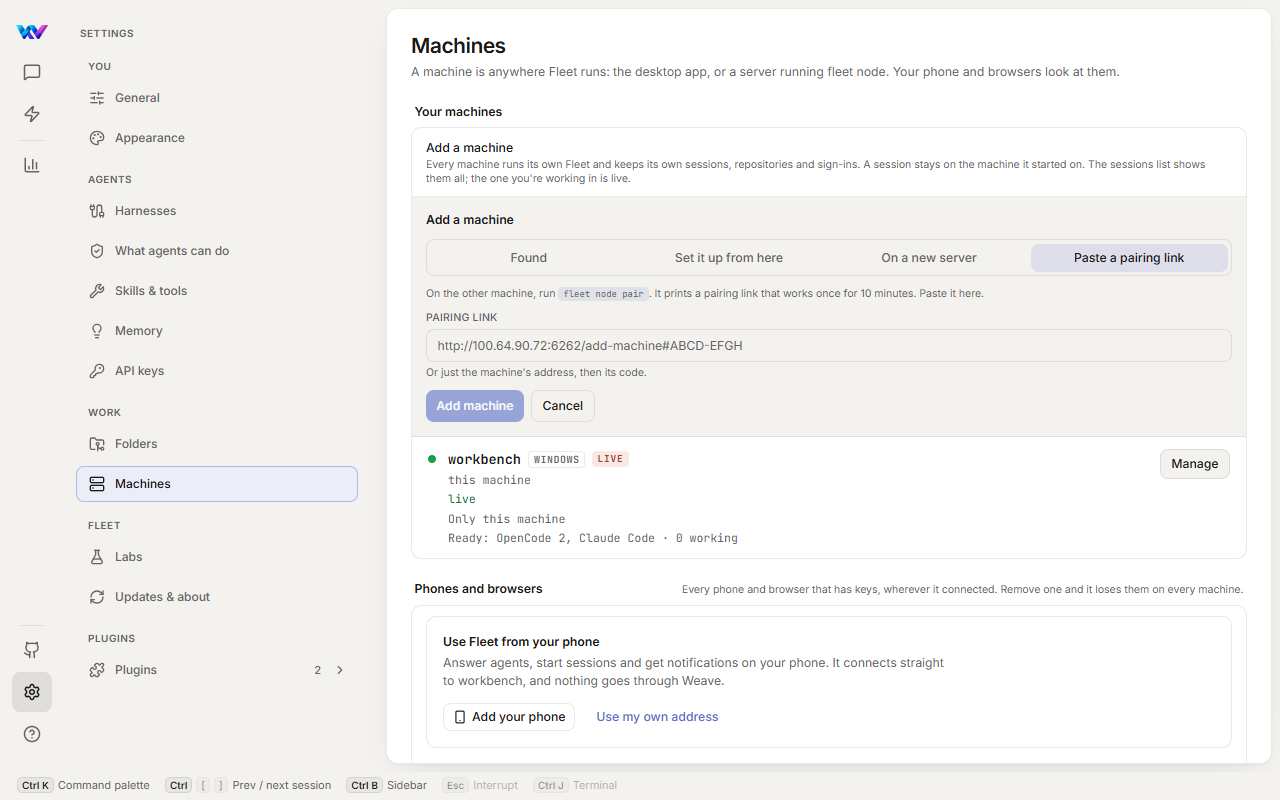 SETTINGS
YOU
General
Appearance
AGENTS
Harnesses
What agents can do
Skills & tools
Memory
API keys
WORK
Folders
Machines
FLEET
Labs
Updates & about
PLUGINS
Plugins 2
Machines
A machine is anywhere Fleet runs: the desktop app, or a server running fleet node. Your phone and browsers look at them.
Your machines
Add a machine
Every machine runs its own Fleet and keeps its own sessions, repositories and sign-ins. A session stays on the machine it started on. The sessions list shows
them all; the one you're working in is live.
Add a machine
Found Set it up from here On a new server Paste a pairing link
On the other machine, run fleet node pair. It prints a pairing link that works once for 10 minutes. Paste it here.
PAIRING LINK
http://100.64.90.72:6262/add-machine#ABCD-EFGH
Or just the machine's address, then its code.
Add machine Cancel
workbench WINDOWS LIVE Manage
this machine
live
Only this machine
Ready: OpenCode 2, Claude Code · 0 working
Phones and browsers Every phone and browser that has keys, wherever it connected. Remove one and it loses them on every machine.
Use Fleet from your phone
Answer agents, start sessions and get notifications on your phone. It connects straight
to workbench, and nothing goes through Weave.
Add your phone Use my own address
Ctrl K Command palette · Ctrl [ ] Prev / next session · Ctrl B Sidebar · Esc Interrupt · Ctrl J Terminal